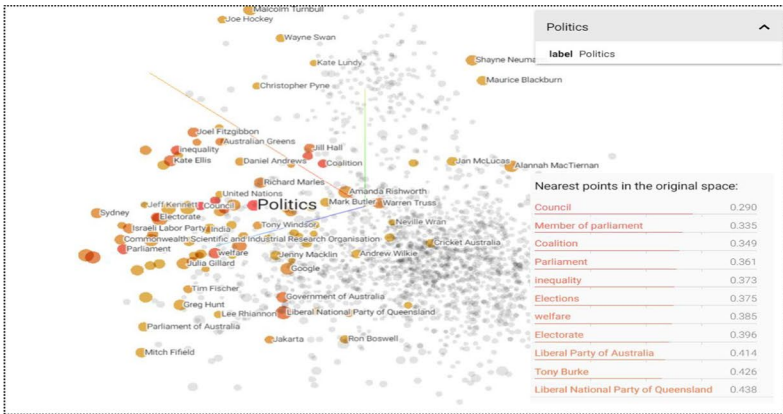 Malcolm Turnbull
Joe Hockey
Wayne Swan
Kate Lundy
Shayne Neuma
Christopher Pyne
Maurice Blackburn
Joel Fitzgibbon
Australian Greens
inequality
Jill Hall
Kate Ellis
Daniel Andrews
Coalition
Jan McLucas
Alannah MacTiernan
Richard Marles
United Nations
Amanda Rishworth
Jeff Kennett
Council
Politics
Mark Butler
Warren Truss
Sydney
Electorate
Israeli Labor Party
India
Tony Windsor
Neville Wran
Commonwealth Scientific and Industrial Research Organisation
Cricket Australia
Parliament
welfare
Jenny Macklin
Andrew Wilkie
Julia Gillard
Google
Tim Fischer
Greg Hunt
Government of Australia
Lee Rhiannon
Liberal National Party of Queensland
Parliament of Australia
Jakarta
Ron Boswell
Mitch Fifield
Politics
label Politics
Nearest points in the original space:
Council 0.290
Member of parliament 0.335
Coalition 0.349
Parliament 0.361
inequality 0.373
Elections 0.375
welfare 0.385
Electorate 0.396
Liberal Party of Australia 0.414
Tony Burke 0.426
Liberal National Party of Queensland 0.438